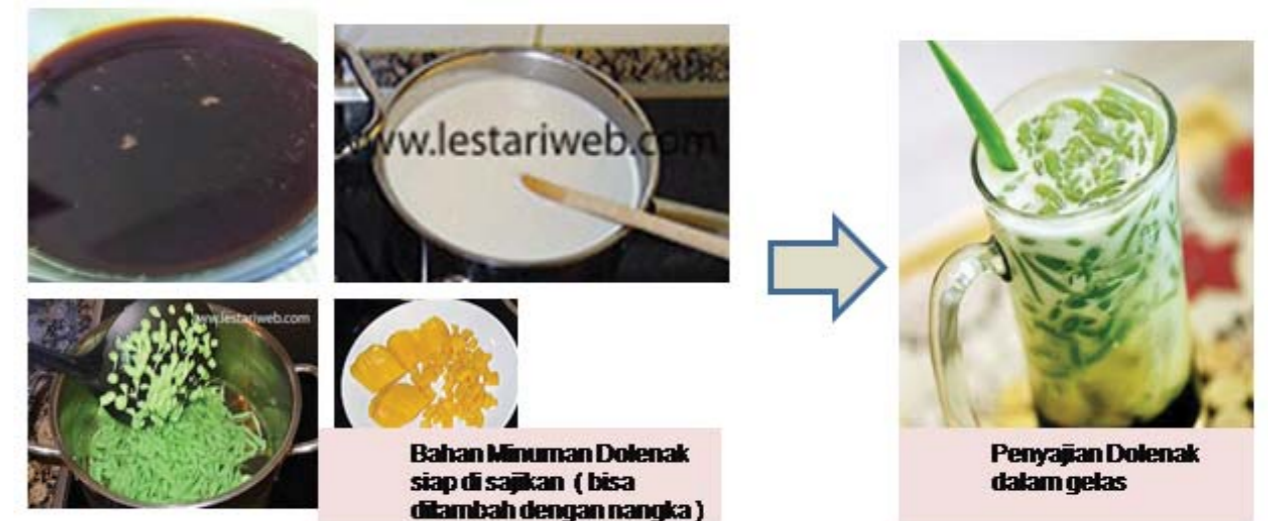 www.lestariweb.com
www.lestariweb.com
Bahan Minuman Dolenak
siap di sajikan ( bisa
ditambah dengan nangka )
Penyajian Dolenak
dalam gelas